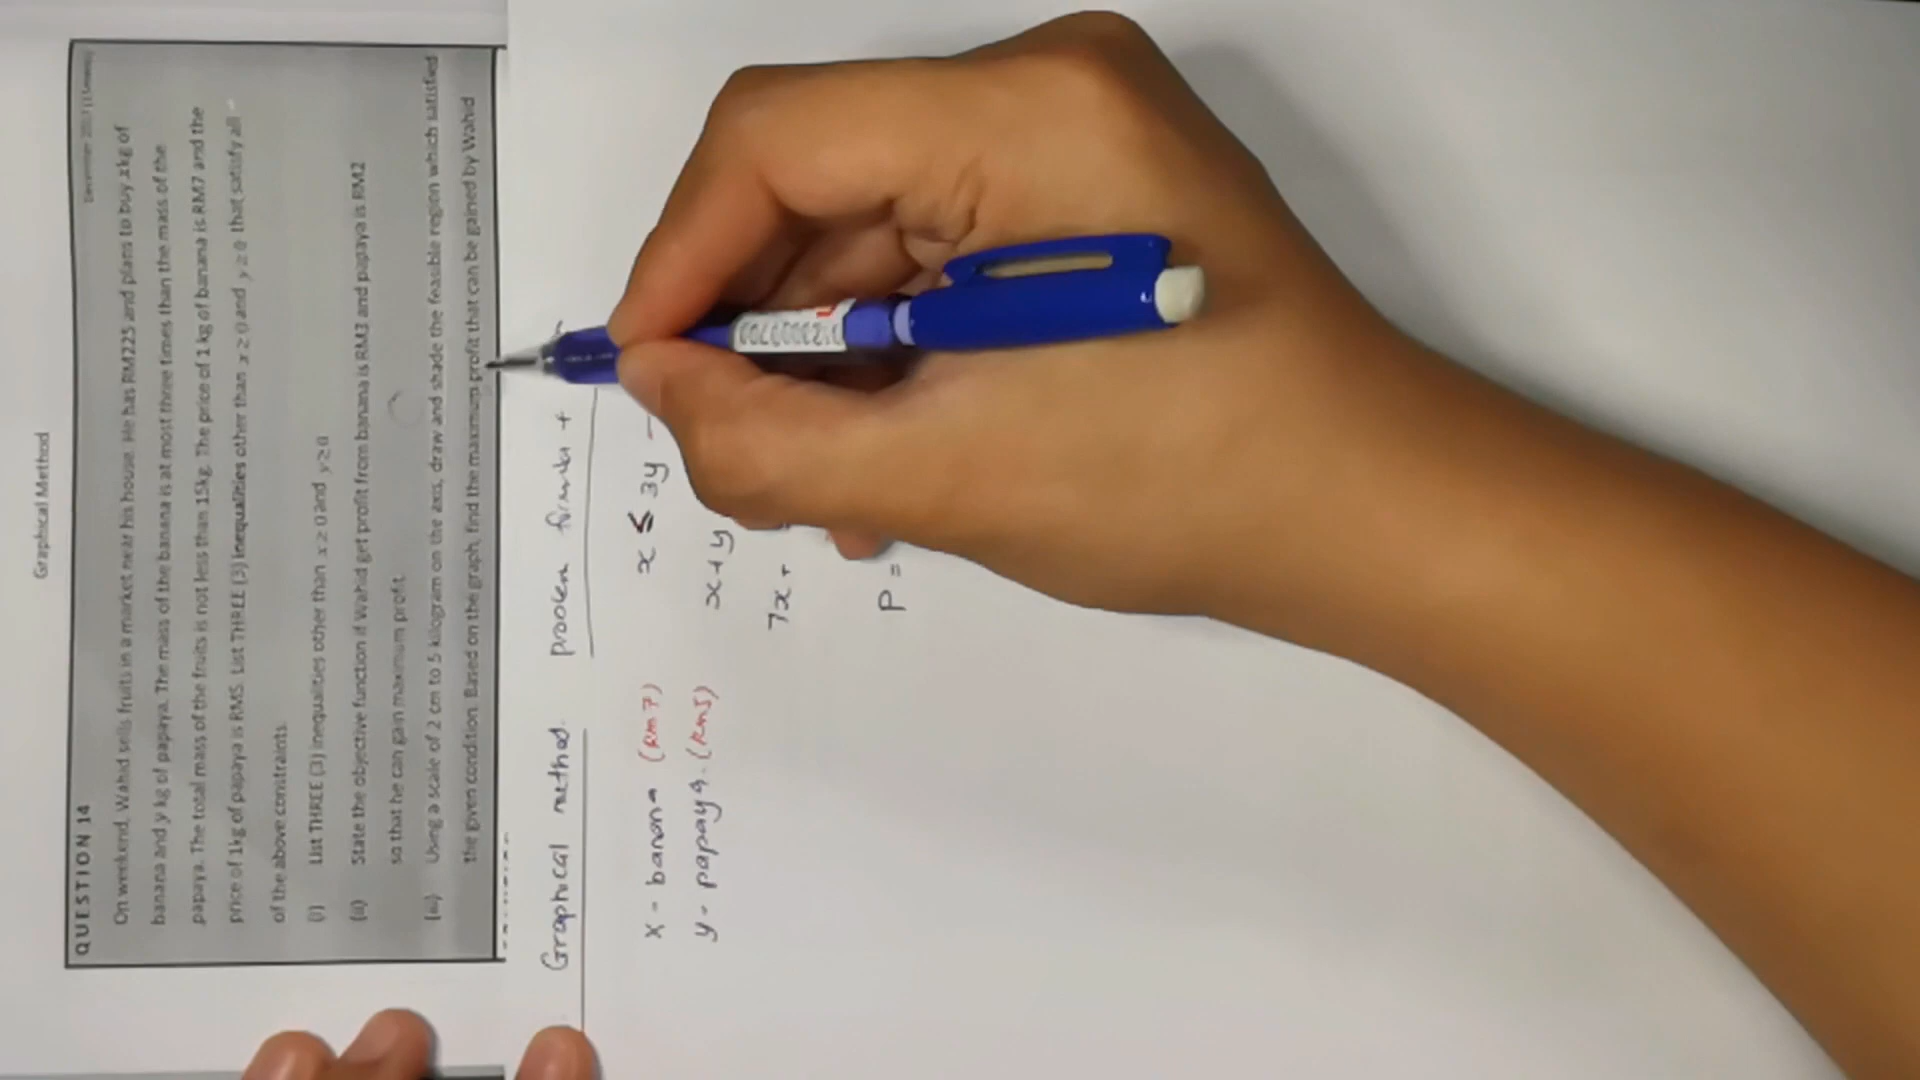 Graphical Method
December 2013
QUESTION 14
On weekend, Wahid sells fruits in a market near his house. He has RM225 and plans to buy xkg of
banana and y kg of papaya. The mass of the banana is at most three times than the mass of the
papaya. The total mass of the fruits is not less than 15kg. The price of 1 kg of banana is RM7 and the
price of 1kg of papaya is RM5. List THREE (3) inequalities other than x ≥ 0 and y ≥ 0 that satisfy all
of the above constraints.
(i) List THREE (3) inequalities other than x ≥ 0 and y ≥ 0
(ii) State the objective function if Wahid get profit from banana is RM3 and papaya is RM2
so that he can gain maximum profit.
(iii) Using a scale of 2 cm to 5 kilogram on the axis, draw and shade the feasible region which satisfied
the given condition. Based on the graph, find the maximum profit that can be gained by Wahid
Graphical method.
x - banana (RM7)
x ≤ 3y -
y - papaya. (RM5)
x + y
7x +
P =